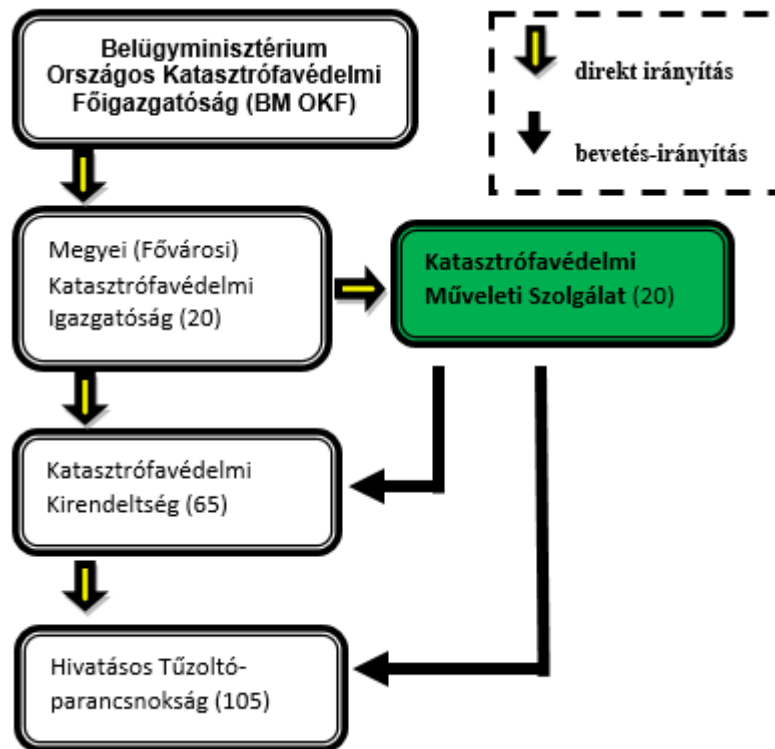 Belügyminisztérium
Országos Katasztrófavédelmi
Főigazgatóság (BM OKF)
direkt irányítás
bevetés-irányítás
Megyei (Fővárosi)
Katasztrófavédelmi
Igazgatóság (20)
Katasztrófavédelmi
Műveleti Szolgálat (20)
Katasztrófavédelmi
Kirendeltség (65)
Hivatásos Tűzoltó-
parancsnokság (105)